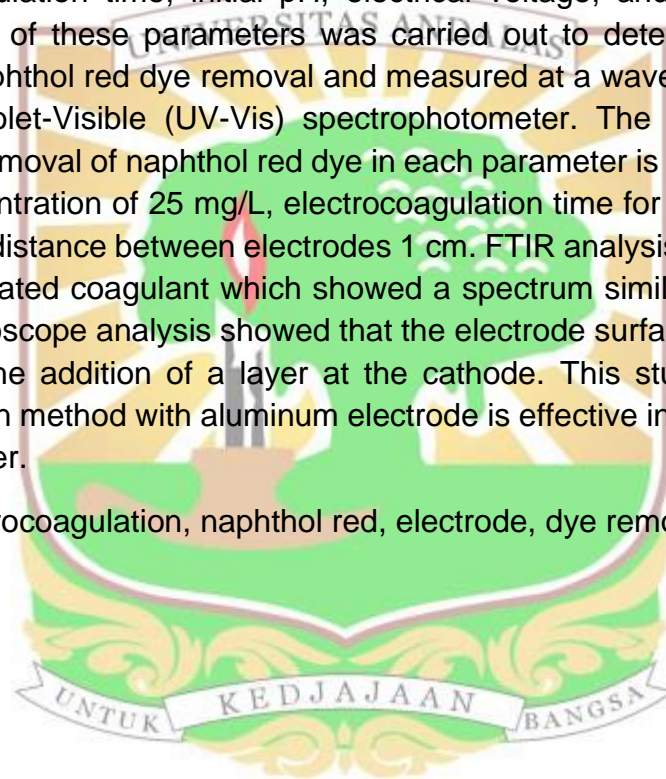 ulation time, initial pH, electrical voltage, and
of these parameters was carried out to dete
UNIVERSITAS ANDALAS
phthol red dye removal and measured at a wave
olet-Visible (UV-Vis) spectrophotometer. The
moval of naphthol red dye in each parameter is
entration of 25 mg/L, electrocoagulation time for
distance between electrodes 1 cm. FTIR analysis
ated coagulant which showed a spectrum simil
oscope analysis showed that the electrode surfa
he addition of a layer at the cathode. This stu
n method with aluminum electrode is effective in
er.
rocoagulation, naphthol red, electrode, dye remo
UNTUK KEDJAJAAN BANGSA